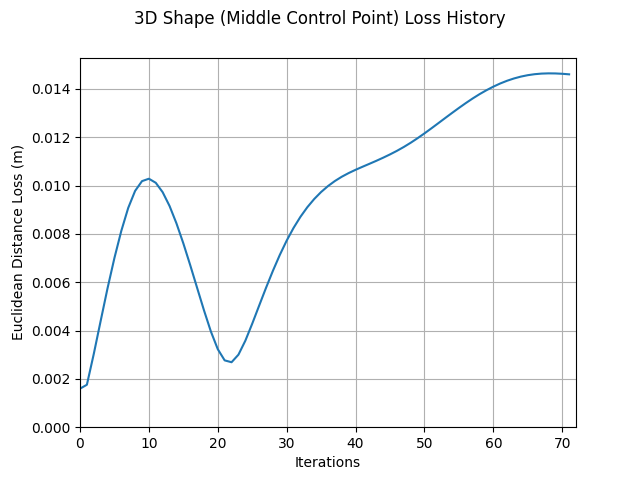 3D Shape (Middle Control Point) Loss History
0.014
0.012
0.010
0.008
0.006
0.004
0.002
0.000
Euclidean Distance Loss (m)
0 10 20 30 40 50 60 70
Iterations